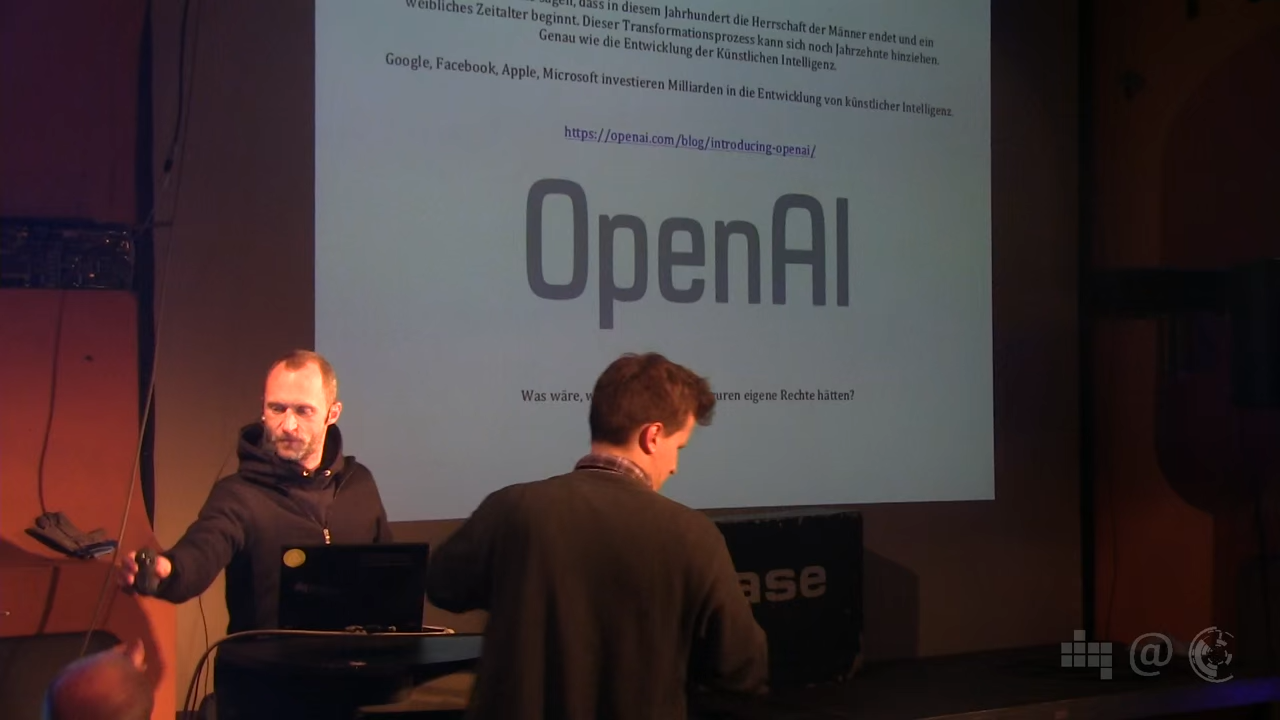 sagen, dass in diesem Jahrhundert die Herrschaft der Männer endet und ein
weibliches Zeitalter beginnt. Dieser Transformationsprozess kann sich noch Jahrzehnte hinziehen.
Genau wie die Entwicklung der Künstlichen Intelligenz.
Google, Facebook, Apple, Microsoft investieren Milliarden in die Entwicklung von künstlicher Intelligenz.
https://openai.com/blog/introducing-openai/
OpenAI
Was wäre, eigene Rechte hätten?
ase
@